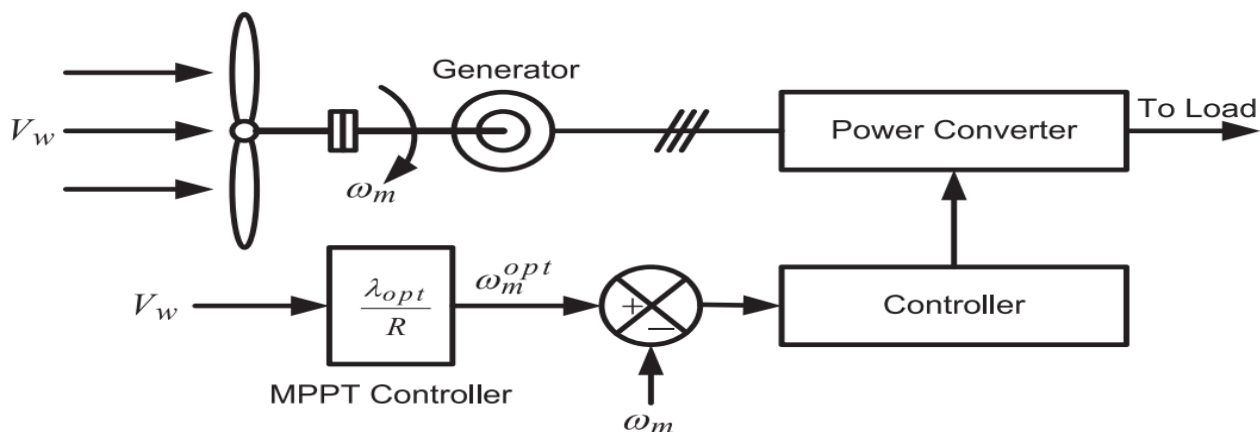 Generator
V_w
ω_m
Power Converter
To Load
V_w
λ_opt
R
ω_m^opt
+
−
Controller
MPPT Controller
ω_m